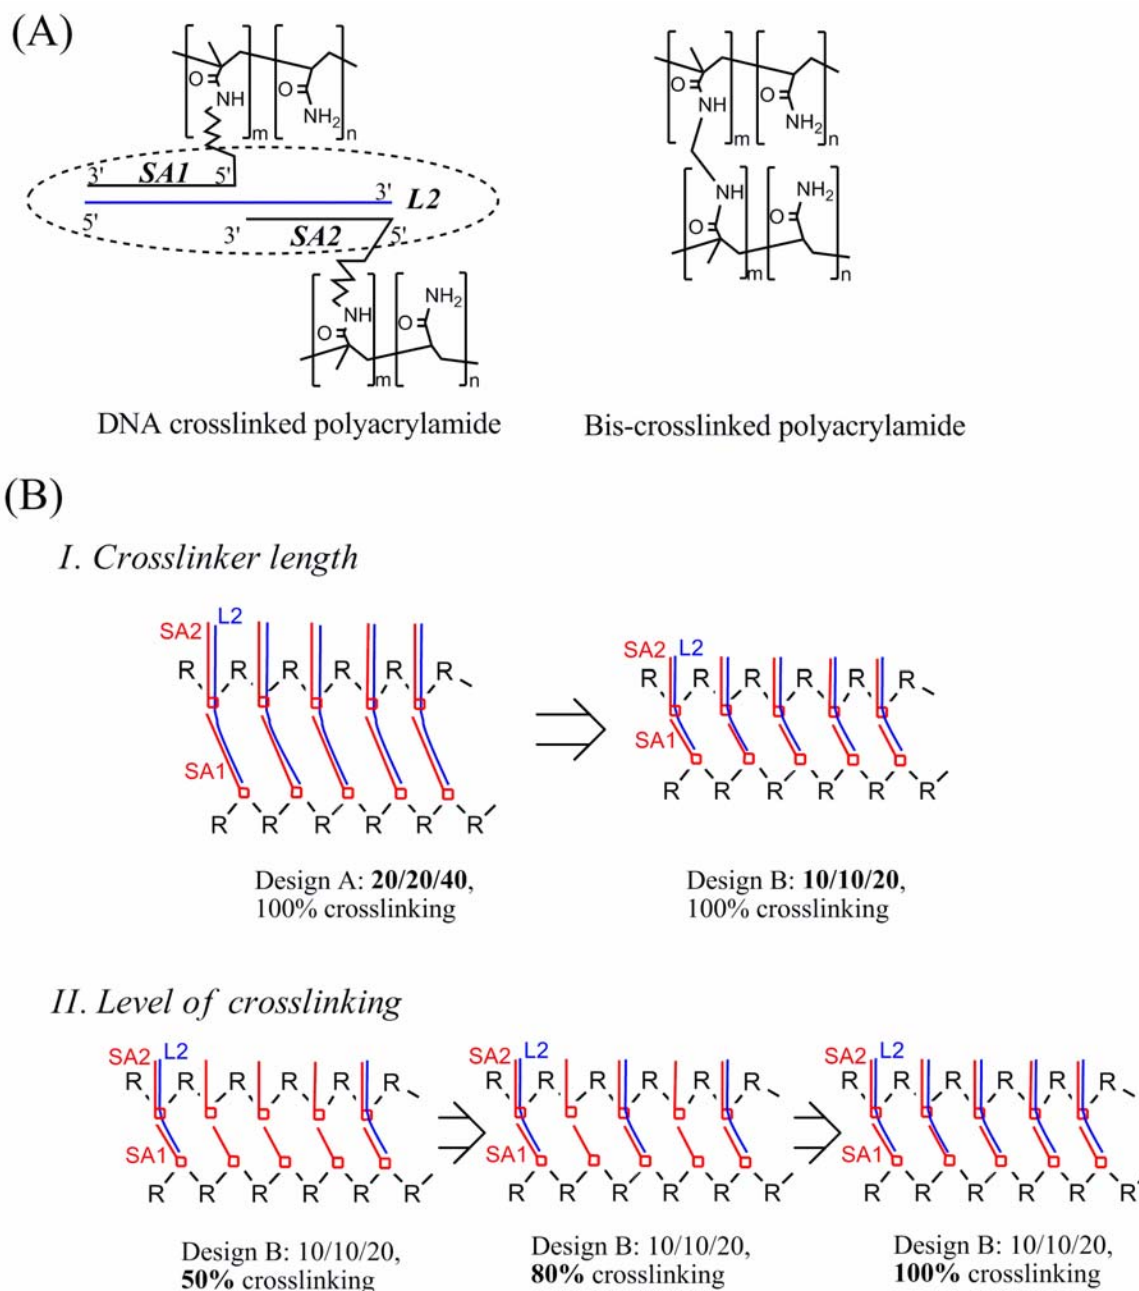 (A)
O NH m O NH2 n
3' SA1 5'
3' L2
5' 3' SA2 5'
NH O m NH2 O n
O NH m O NH2 n
NH O m NH2 O n
DNA crosslinked polyacrylamide
Bis-crosslinked polyacrylamide
(B)
I. Crosslinker length
SA2 L2
R R R R R R
SA1
R R R R R
Design A: 20/20/40,
100% crosslinking
SA2 L2
R R R R R R
SA1
R R R R R R
Design B: 10/10/20,
100% crosslinking
II. Level of crosslinking
SA2 L2
R R R R R R
SA1
R R R R R R
Design B: 10/10/20,
50% crosslinking
SA2 L2
R R R R R R
SA1
R R R R R R
Design B: 10/10/20,
80% crosslinking
SA2 L2
R R R R R R
SA1
R R R R R R
Design B: 10/10/20,
100% crosslinking